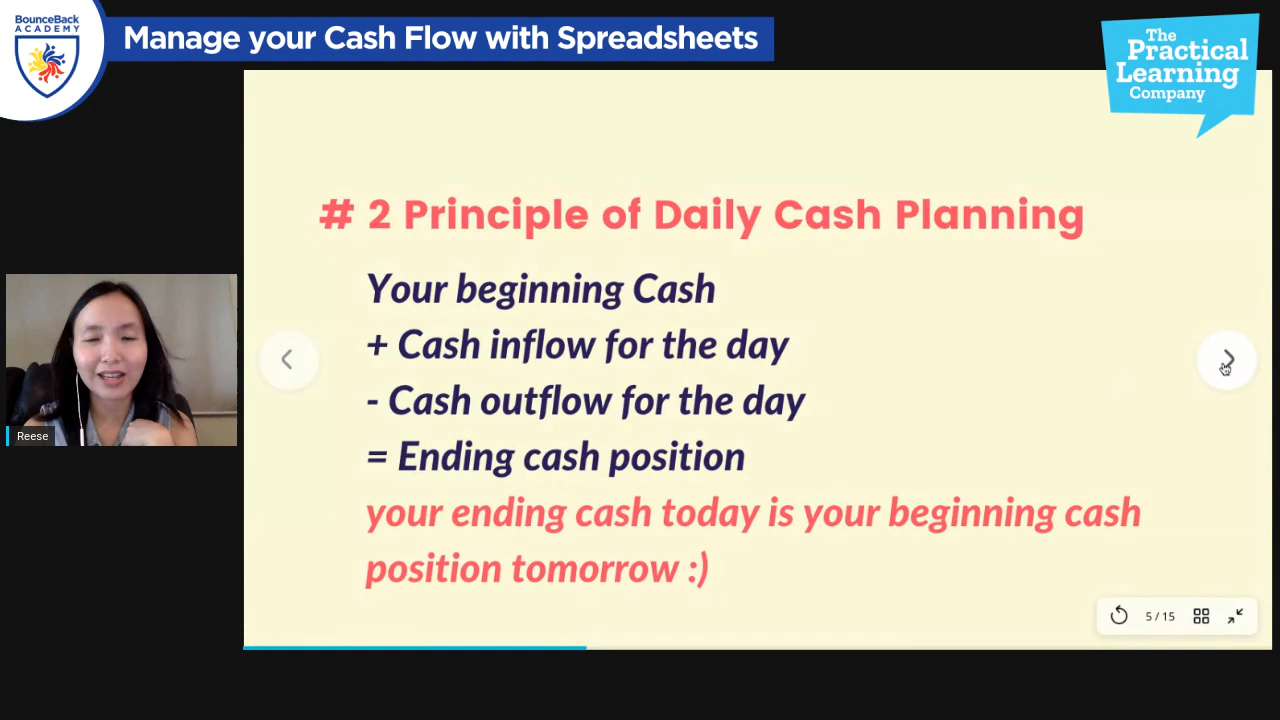 BounceBack
ACADEMY
Manage your Cash Flow with Spreadsheets
The
Practical
Learning
Company
# 2 Principle of Daily Cash Planning
Your beginning Cash
+ Cash inflow for the day
- Cash outflow for the day
= Ending cash position
your ending cash today is your beginning cash
position tomorrow :)
Reese
5 / 15